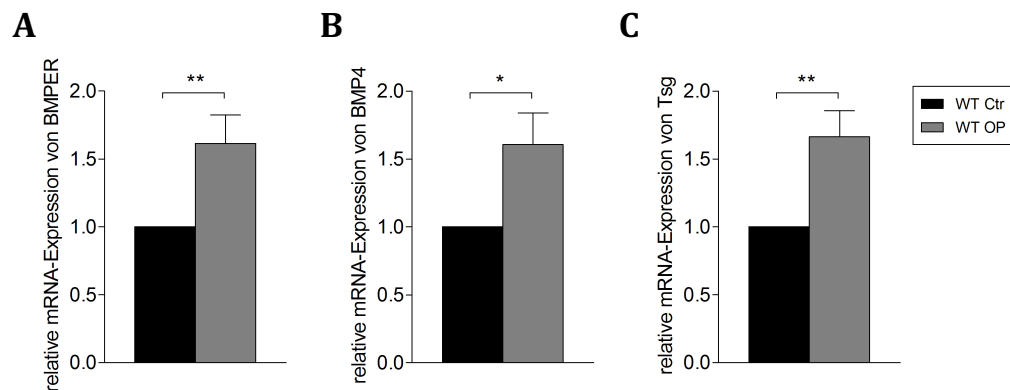 A
relative mRNA-Expression von BMPER
2.0
1.5
1.0
0.5
0.0
**
B
relative mRNA-Expression von BMP4
2.0
1.5
1.0
0.5
0.0
*
C
relative mRNA-Expression von Tsg
2.0
1.5
1.0
0.5
0.0
**
WT Ctr
WT OP